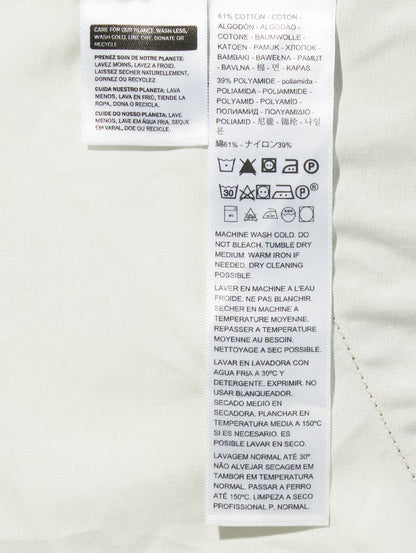 CARE FOR OUR PLANET. WASH LESS,
WASH COLD, LINE DRY, DONATE OR
RECYCLE
PRENEZ SOIN DE NOTRE PLANETE:
LAVEZ MOINS, LAVEZ A FROID,
LAISSEZ SECHER NATURELLEMENT,
DONNEZ OU RECYCLEZ
CUIDA NUESTRO PLANETA: LAVA
MENOS, LAVA EN FRIO, TIENDE LA
ROPA, DONA O RECICLA.
CUIDE DO NOSSO PLANETA: LAVE
MENOS, LAVE EM ÁGUA FRIA, SEQUE
EM VARAL, DOE OU RECICLE.
61% COTTON - COTON -
ALGODÓN - ALGODÃO -
COTONE - BAUMWOLLE -
KATOEN - PAMUK - ХЛОПОК -
BAMBAKI - BAWEŁNA - PAMUT
- BAVLNA - 棉 - 면 - KAPAS
39% POLYAMIDE - poliamida -
POLIAMIDA - POLIAMMIDE -
POLYAMID - POLYAMÍD -
ПОЛИАМИД -
POLIAMID - 尼龍 - 锦纶 - 나일
론
綿61% - ナイロン39%
P
30 P®
MACHINE WASH COLD. DO
NOT BLEACH. TUMBLE DRY
MEDIUM. WARM IRON IF
NEEDED. DRY CLEANING
POSSIBLE.
LAVER EN MACHINE A L'EAU
FROIDE. NE PAS BLANCHIR.
SECHER EN MACHINE A
TEMPERATURE MOYENNE.
REPASSER A TEMPERATURE
MOYENNE AU BESOIN.
NETTOYAGE A SEC POSSIBLE.
LAVAR EN LAVADORA CON
AGUA FRIA A 30ºC Y
DETERGENTE. EXPRIMIR. NO
USAR BLANQUEADOR.
SECADO MEDIO EN
SECADORA. PLANCHAR EN
TEMPERATURA MEDIA A 150°C
SI ES NECESARIO. ES
POSIBLE LAVAR EN SECO.
LAVAGEM NORMAL ATÉ 30º.
NÃO ALVEJAR SECAGEM EM
TAMBOR EM TEMPERATURA
NORMAL. PASSAR A FERRO
ATÉ 150ºC. LIMPEZA A SECO
PROFISSIONAL P, NORMAL.